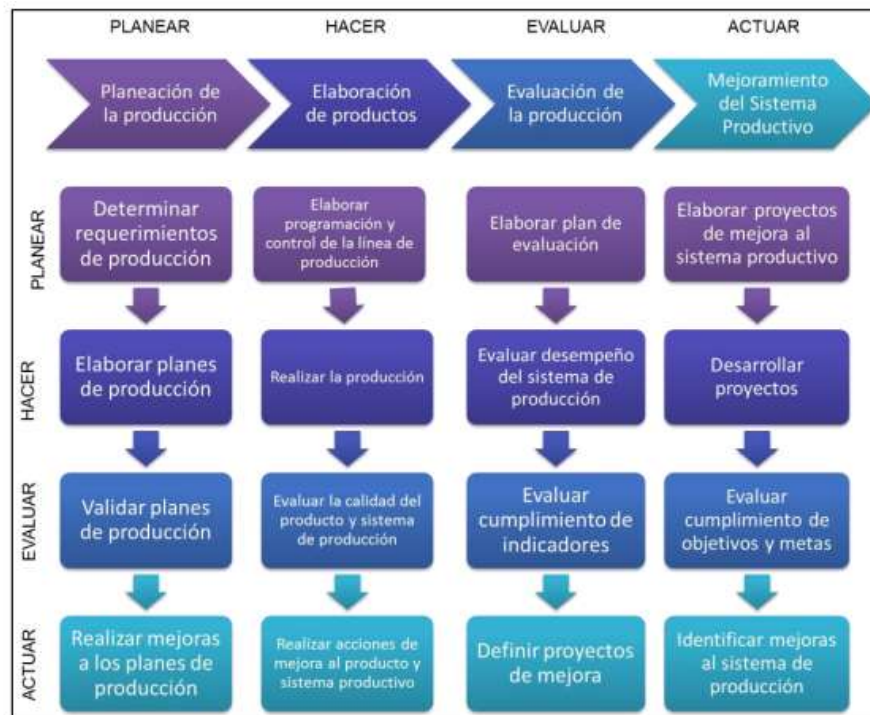 PLANEAR
HACER
EVALUAR
ACTUAR
Planeación de
la producción
Elaboración
de productos
Evaluación de
la producción
Mejoramiento
del Sistema
Productivo
PLANEAR
Determinar
requerimientos
de producción
Elaborar
programación y
control de la línea de
producción
Elaborar plan de
evaluación
Elaborar proyectos
de mejora al
sistema productivo
HACER
Elaborar planes
de producción
Realizar la producción
Evaluar desempeño
del sistema de
producción
Desarrollar
proyectos
EVALUAR
Validar planes
de producción
Evaluar la calidad del
producto y sistema
de producción
Evaluar
cumplimiento de
indicadores
Evaluar
cumplimiento de
objetivos y metas
ACTUAR
Realizar mejoras
a los planes de
producción
Realizar acciones de
mejora al producto y
sistema productivo
Definir proyectos
de mejora
Identificar mejoras
al sistema de
producción